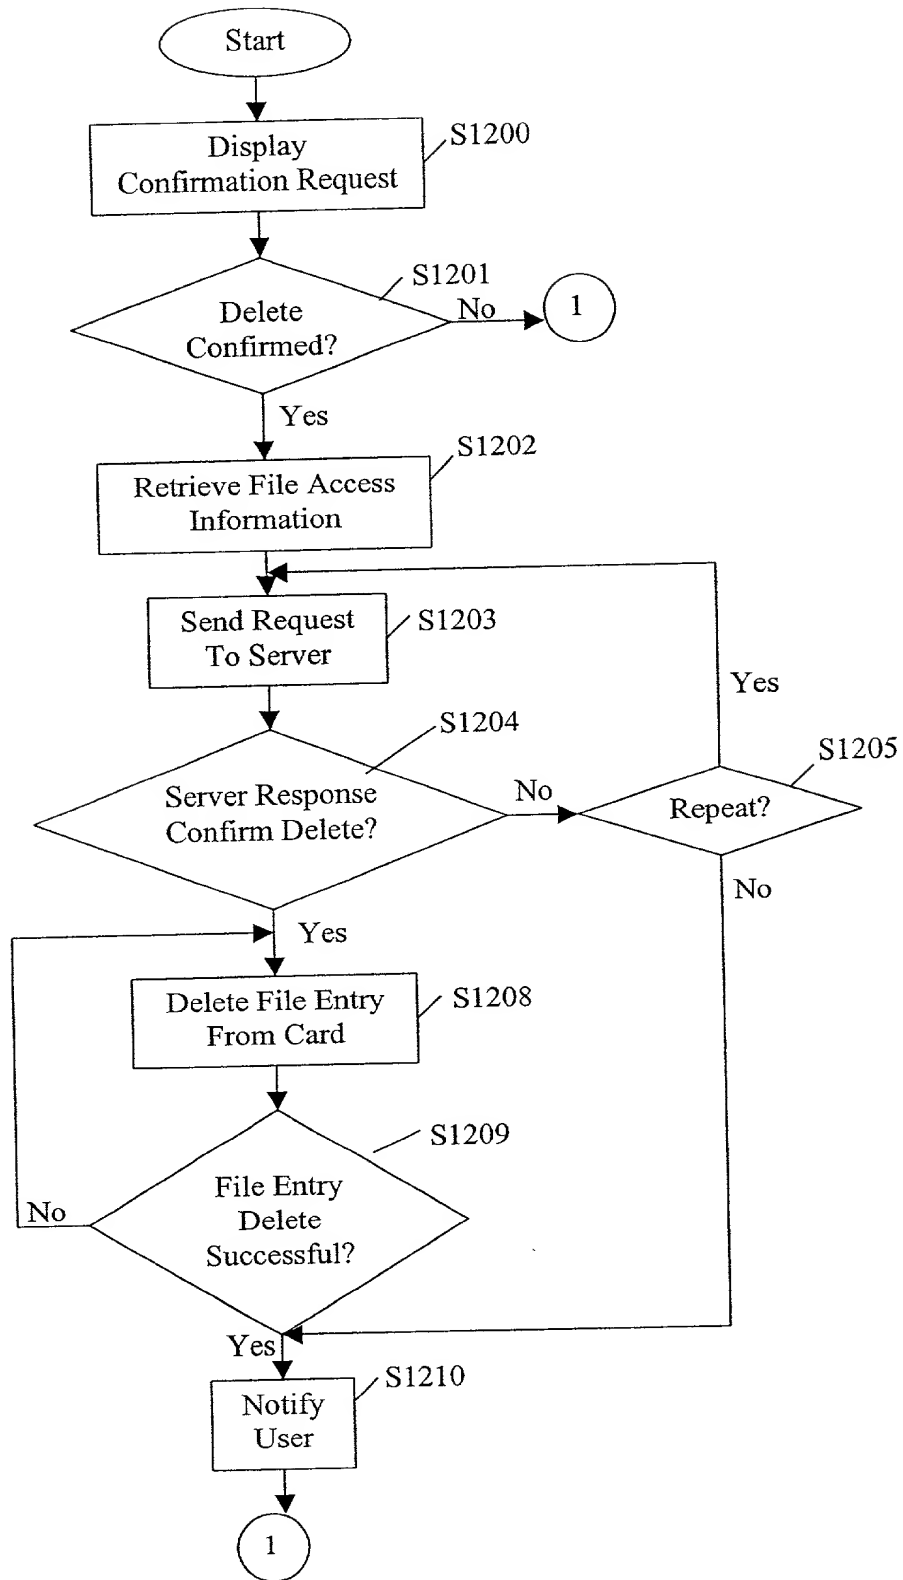 Start
S1200
Display
Confirmation Request
S1201
Delete
Confirmed?
No
1
Yes
S1202
Retrieve File Access
Information
Send Request
To Server
S1203
Yes
S1204
S1205
Server Response
Confirm Delete?
No
Repeat?
No
Yes
Delete File Entry
From Card
S1208
S1209
File Entry
Delete
Successful?
No
Yes
S1210
Notify
User
1